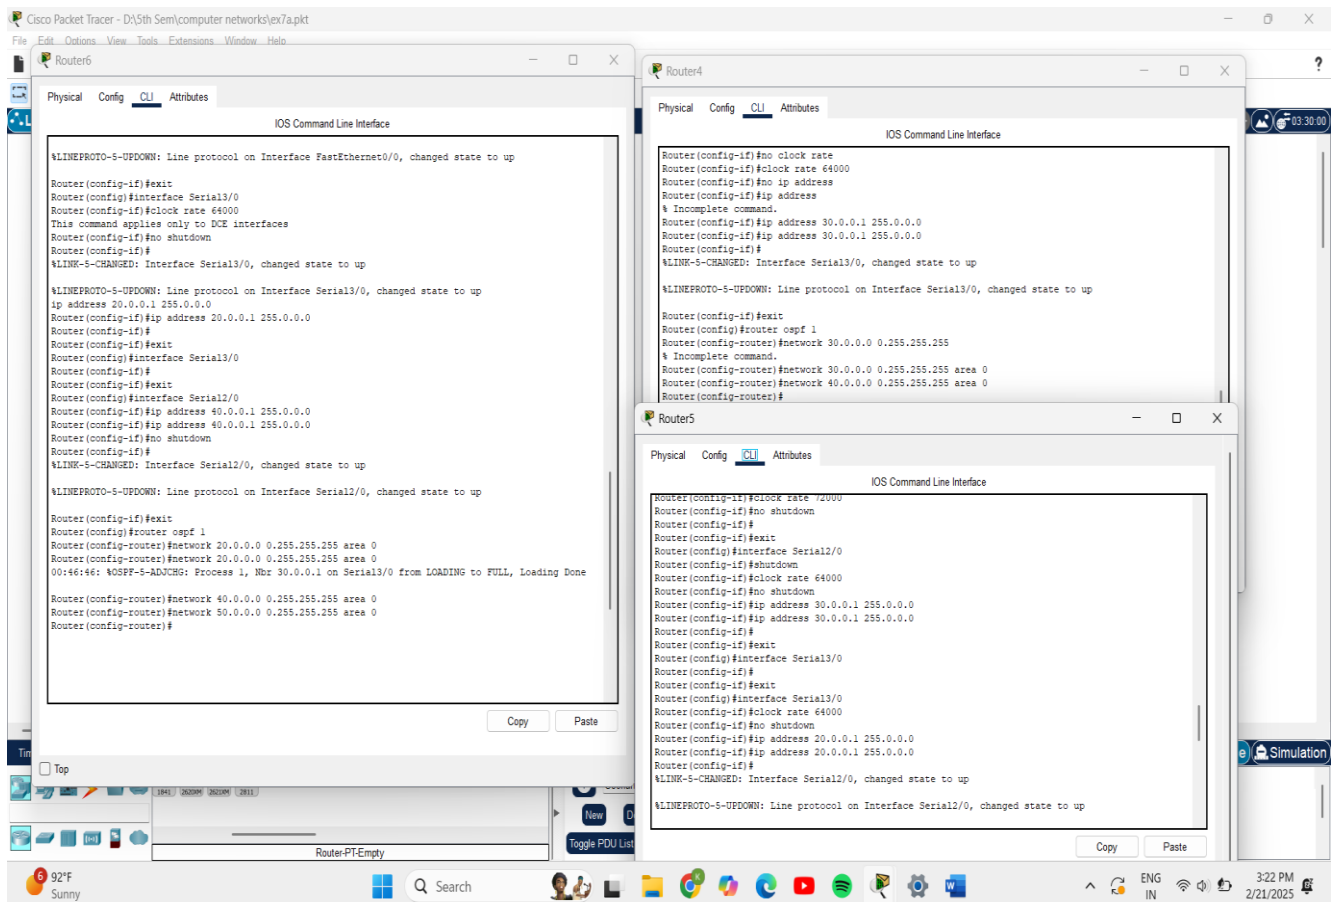 Cisco Packet Tracer - D:\5th Sem\computer networks\ex7a.pkt
File Edit Options View Tools Extensions Window Help
Router6
Physical Config CLI Attributes
IOS Command Line Interface
%LINEPROTO-5-UPDOWN: Line protocol on Interface FastEthernet0/0, changed state to up
Router(config-if)#exit
Router(config)#interface Serial3/0
Router(config-if)#clock rate 64000
This command applies only to DCE interfaces
Router(config-if)#no shutdown
Router(config-if)#
%LINK-5-CHANGED: Interface Serial3/0, changed state to up
%LINEPROTO-5-UPDOWN: Line protocol on Interface Serial3/0, changed state to up
ip address 20.0.0.1 255.0.0.0
Router(config-if)#ip address 20.0.0.1 255.0.0.0
Router(config-if)#
Router(config-if)#exit
Router(config)#interface Serial3/0
Router(config-if)#
Router(config-if)#exit
Router(config)#interface Serial2/0
Router(config-if)#ip address 40.0.0.1 255.0.0.0
Router(config-if)#ip address 40.0.0.1 255.0.0.0
Router(config-if)#no shutdown
Router(config-if)#
%LINK-5-CHANGED: Interface Serial2/0, changed state to up
%LINEPROTO-5-UPDOWN: Line protocol on Interface Serial2/0, changed state to up
Router(config-if)#exit
Router(config)#router ospf 1
Router(config-router)#network 20.0.0.0 0.255.255.255 area 0
Router(config-router)#network 20.0.0.0 0.255.255.255 area 0
00:46:46: %OSPF-5-ADJCHG: Process 1, Nbr 30.0.0.1 on Serial3/0 from LOADING to FULL, Loading Done
Router(config-router)#network 40.0.0.0 0.255.255.255 area 0
Router(config-router)#network 50.0.0.0 0.255.255.255 area 0
Router(config-router)#
Copy Paste
Top
Router4
Physical Config CLI Attributes
IOS Command Line Interface
Router(config-if)#no clock rate
Router(config-if)#clock rate 64000
Router(config-if)#no ip address
Router(config-if)#ip address
% Incomplete command.
Router(config-if)#ip address 30.0.0.1 255.0.0.0
Router(config-if)#ip address 30.0.0.1 255.0.0.0
Router(config-if)#
%LINK-5-CHANGED: Interface Serial3/0, changed state to up
%LINEPROTO-5-UPDOWN: Line protocol on Interface Serial3/0, changed state to up
Router(config-if)#exit
Router(config)#router ospf 1
Router(config-router)#network 30.0.0.0 0.255.255.255
% Incomplete command.
Router(config-router)#network 30.0.0.0 0.255.255.255 area 0
Router(config-router)#network 40.0.0.0 0.255.255.255 area 0
Router(config-router)#
Router5
Physical Config CLI Attributes
IOS Command Line Interface
Router(config-if)#clock rate 72000
Router(config-if)#no shutdown
Router(config-if)#
Router(config-if)#exit
Router(config)#interface Serial2/0
Router(config-if)#shutdown
Router(config-if)#clock rate 64000
Router(config-if)#no shutdown
Router(config-if)#ip address 30.0.0.1 255.0.0.0
Router(config-if)#ip address 30.0.0.1 255.0.0.0
Router(config-if)#
Router(config-if)#exit
Router(config)#interface Serial3/0
Router(config-if)#
Router(config-if)#exit
Router(config)#interface Serial3/0
Router(config-if)#clock rate 64000
Router(config-if)#no shutdown
Router(config-if)#ip address 20.0.0.1 255.0.0.0
Router(config-if)#ip address 20.0.0.1 255.0.0.0
Router(config-if)#
%LINK-5-CHANGED: Interface Serial2/0, changed state to up
%LINEPROTO-5-UPDOWN: Line protocol on Interface Serial2/0, changed state to up
Copy Paste
?
03:30:00
Simulation
1841 2620XM 2621XM 2811
New
Toggle PDU List
Router-PT-Empty
6
92°F
Sunny
Search
ENG
IN
3:22 PM
2/21/2025